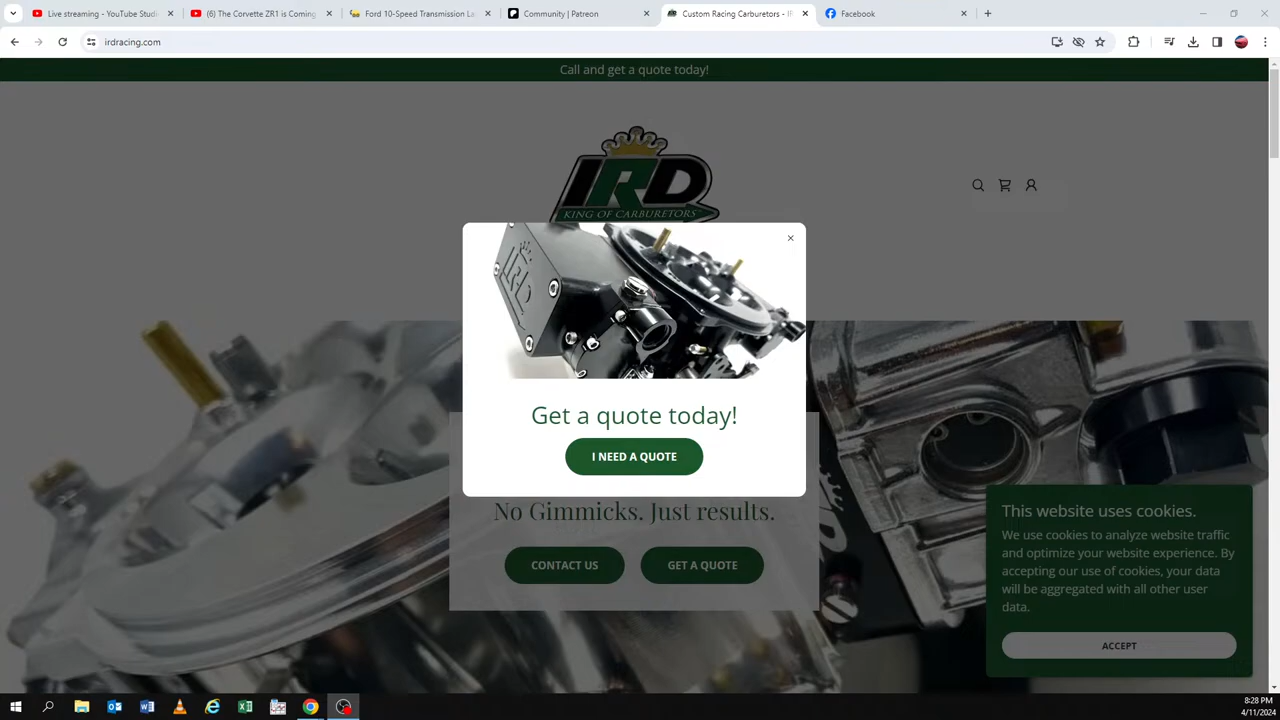 Live streaming - YouTube Studi
(6) The Corvette ZR1 is Coming
Ford 10-Speed Transmission La
Community | Patreon
Custom Racing Carburetors - IR
Facebook
irdracing.com
Call and get a quote today!
IRD
KING OF CARBURETORS
IRD
Get a quote today!
I NEED A QUOTE
No Gimmicks. Just results.
CONTACT US
GET A QUOTE
This website uses cookies.
We use cookies to analyze website traffic
and optimize your website experience. By
accepting our use of cookies, your data
will be aggregated with all other user
data.
ACCEPT
8:28 PM
4/11/2024